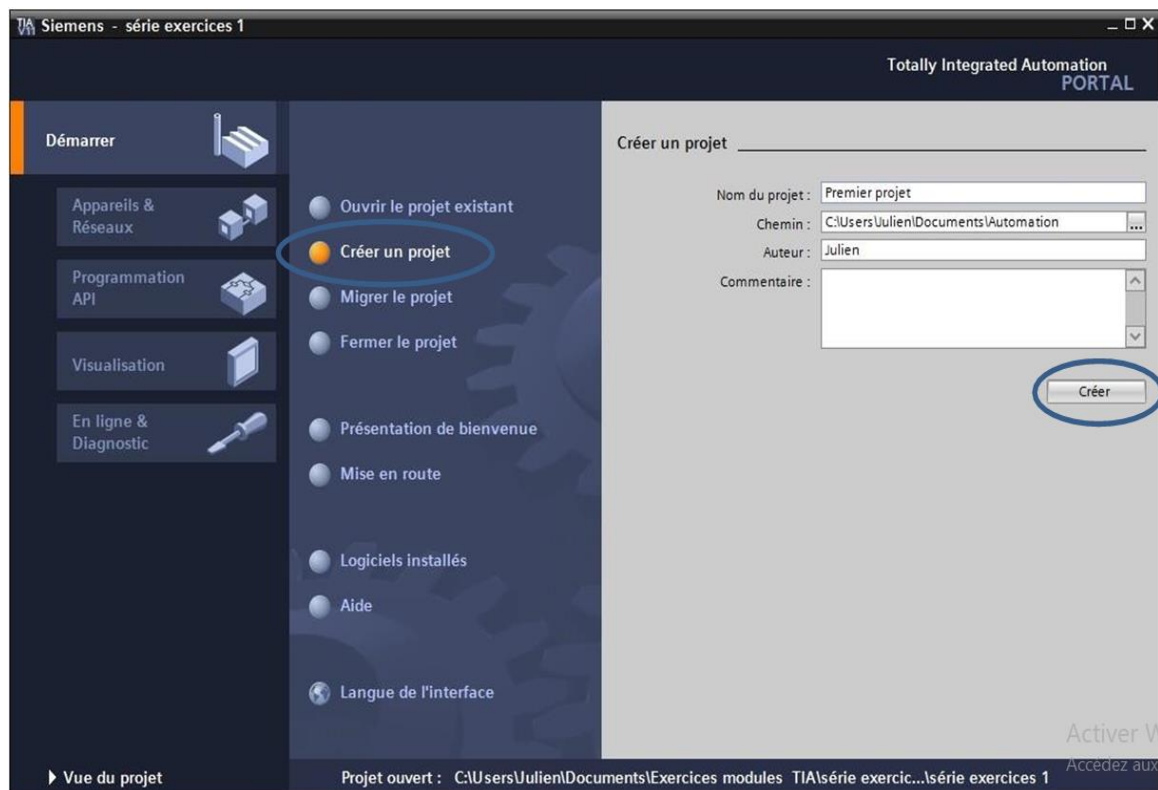 Siemens - série exercices 1
Totally Integrated Automation
PORTAL
Démarrer
Appareils &
Réseaux
Programmation
API
Visualisation
En ligne &
Diagnostic
Vue du projet
Ouvrir le projet existant
Créer un projet
Migrer le projet
Fermer le projet
Présentation de bienvenue
Mise en route
Logiciels installés
Aide
Langue de l'interface
Créer un projet
Nom du projet : Premier projet
Chemin : C:\Users\Julien\Documents\Automation ...
Auteur : Julien
Commentaire :
Créer
Activer
Accédez aux
Projet ouvert : C:\Users\Julien\Documents\Exercices modules TIA\série exercic...\série exercices 1